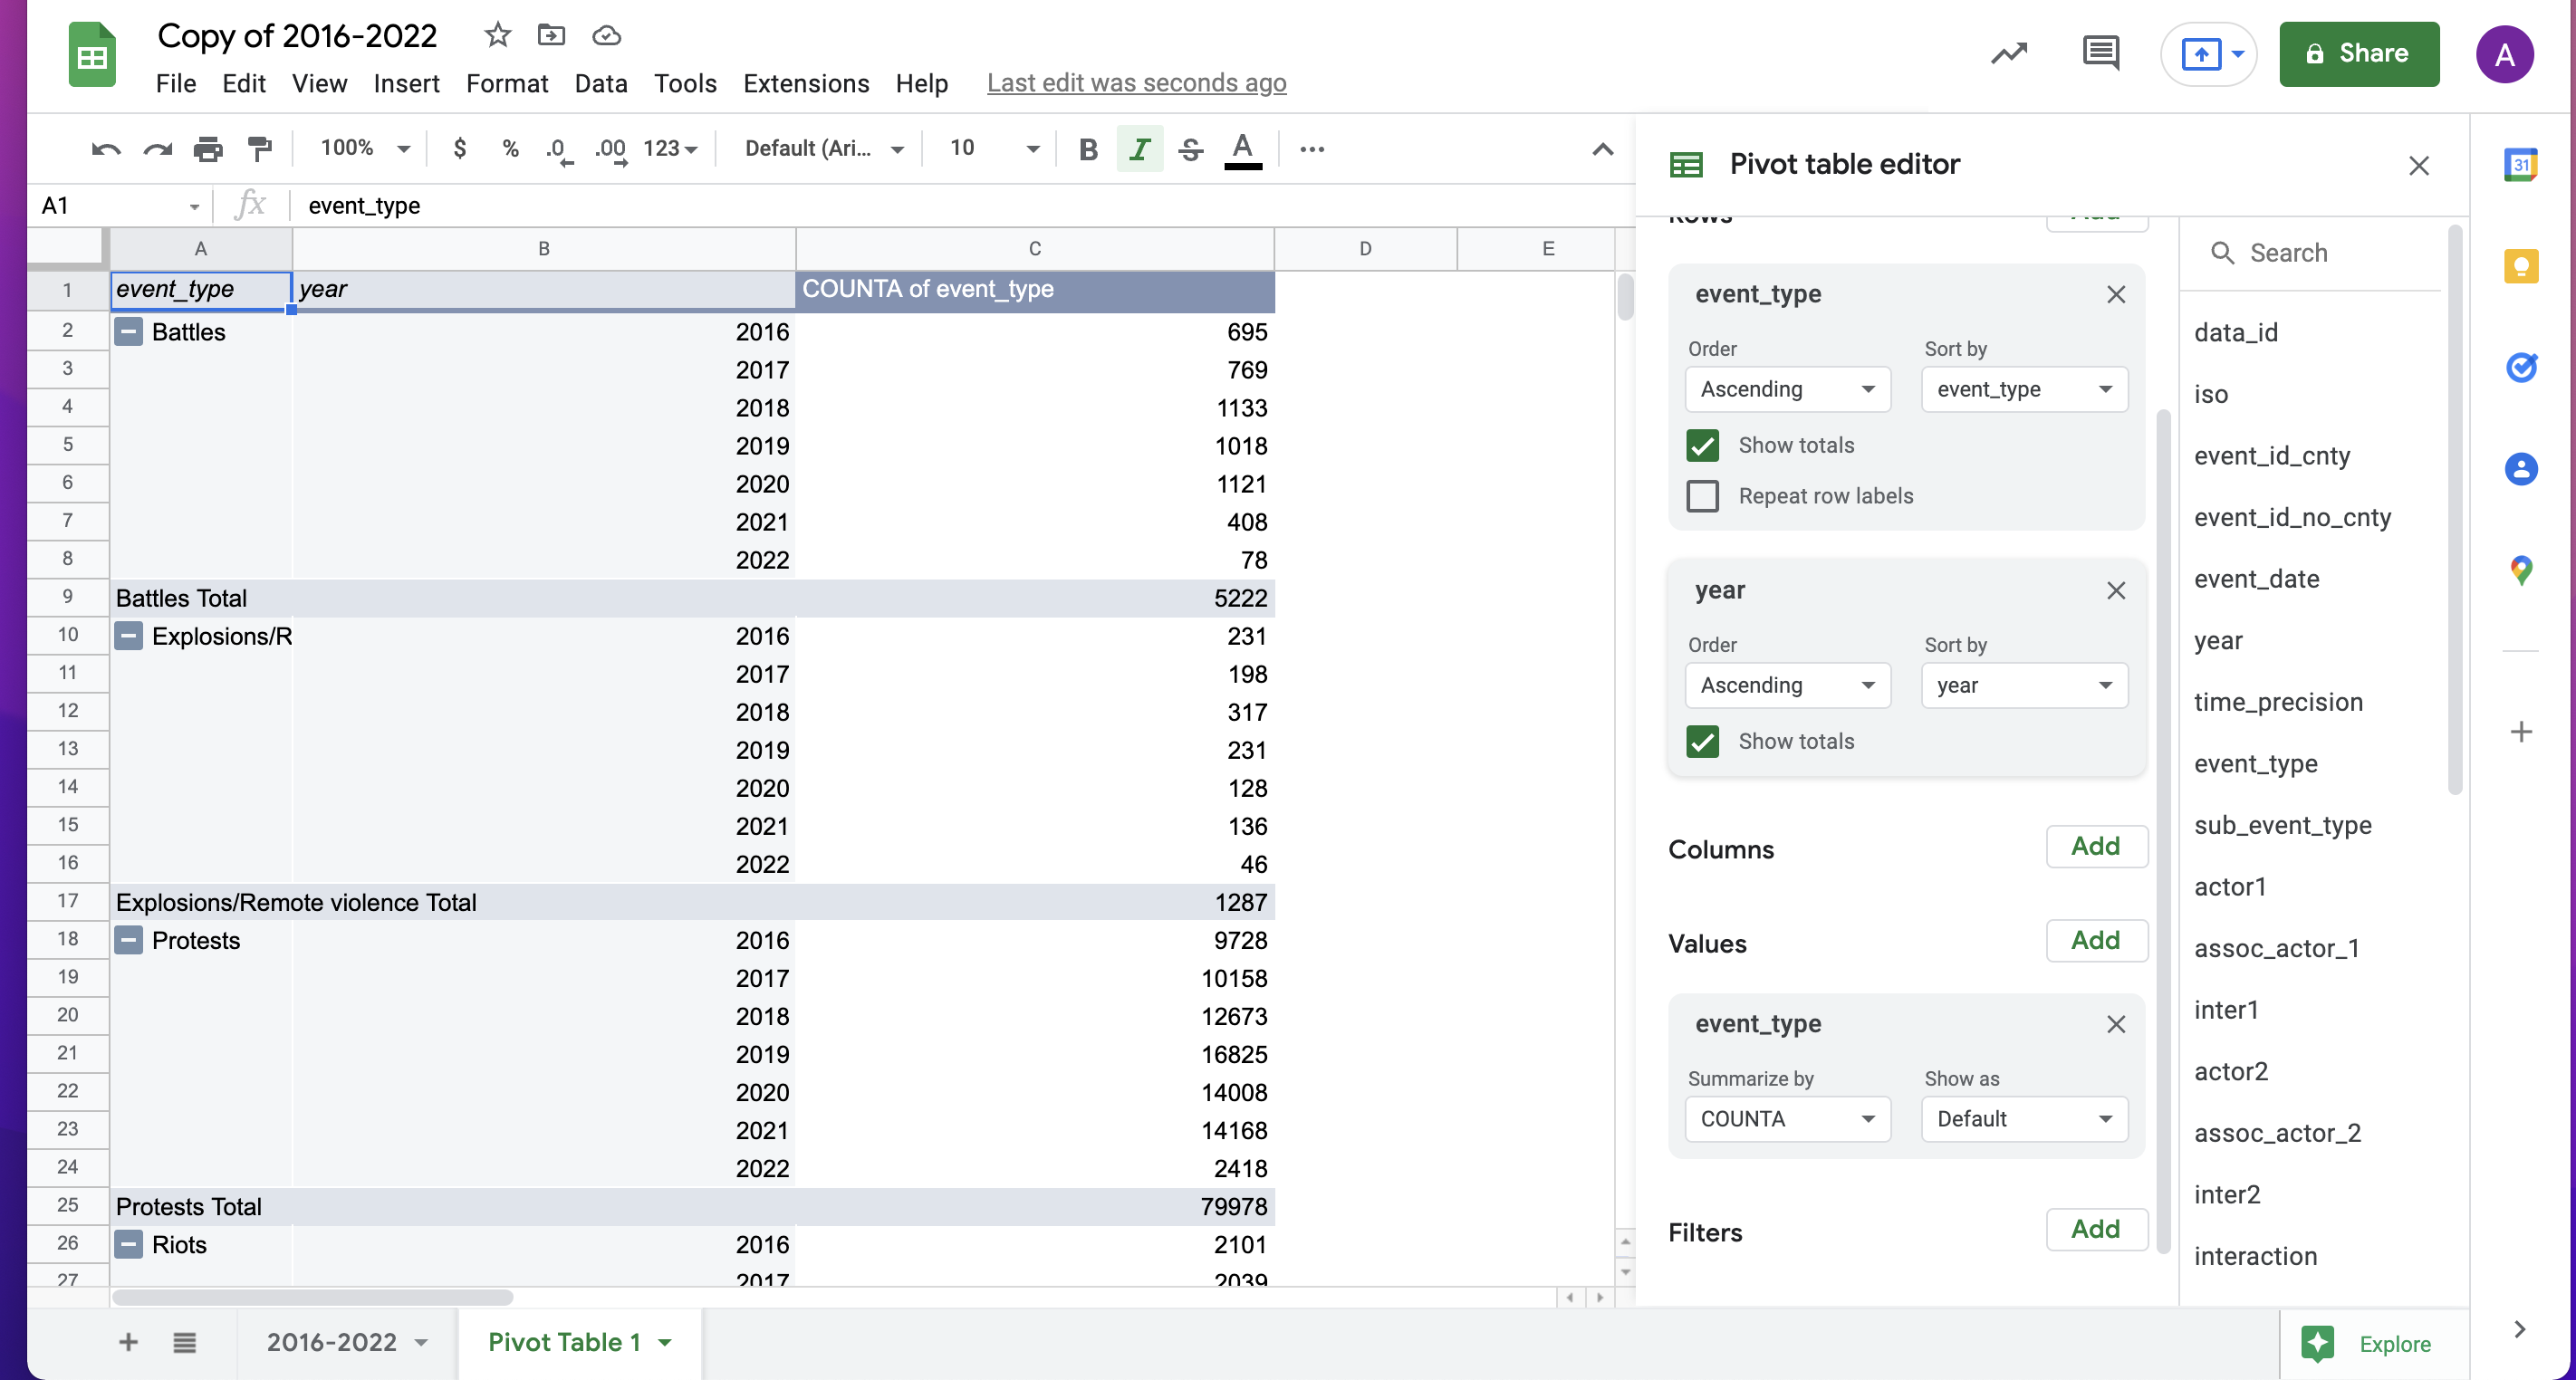 Copy of 2016-2022
File Edit View Insert Format Data Tools Extensions Help Last edit was seconds ago
Share
A
100% $ % .0 .00 123 Default (Ari... 10 B I S A
A1 fx event_type
A B C D E
1 event_type year COUNTA of event_type
2 Battles 2016 695
3 2017 769
4 2018 1133
5 2019 1018
6 2020 1121
7 2021 408
8 2022 78
9 Battles Total 5222
10 Explosions/R 2016 231
11 2017 198
12 2018 317
13 2019 231
14 2020 128
15 2021 136
16 2022 46
17 Explosions/Remote violence Total 1287
18 Protests 2016 9728
19 2017 10158
20 2018 12673
21 2019 16825
22 2020 14008
23 2021 14168
24 2022 2418
25 Protests Total 79978
26 Riots 2016 2101
27 2017 2039
2016-2022 Pivot Table 1
Pivot table editor
Rows Add
event_type
Order Sort by
Ascending event_type
Show totals
Repeat row labels
year
Order Sort by
Ascending year
Show totals
Columns Add
Values Add
event_type
Summarize by Show as
COUNTA Default
Filters Add
Search
data_id
iso
event_id_cnty
event_id_no_cnty
event_date
year
time_precision
event_type
sub_event_type
actor1
assoc_actor_1
inter1
actor2
assoc_actor_2
inter2
interaction
Explore
31